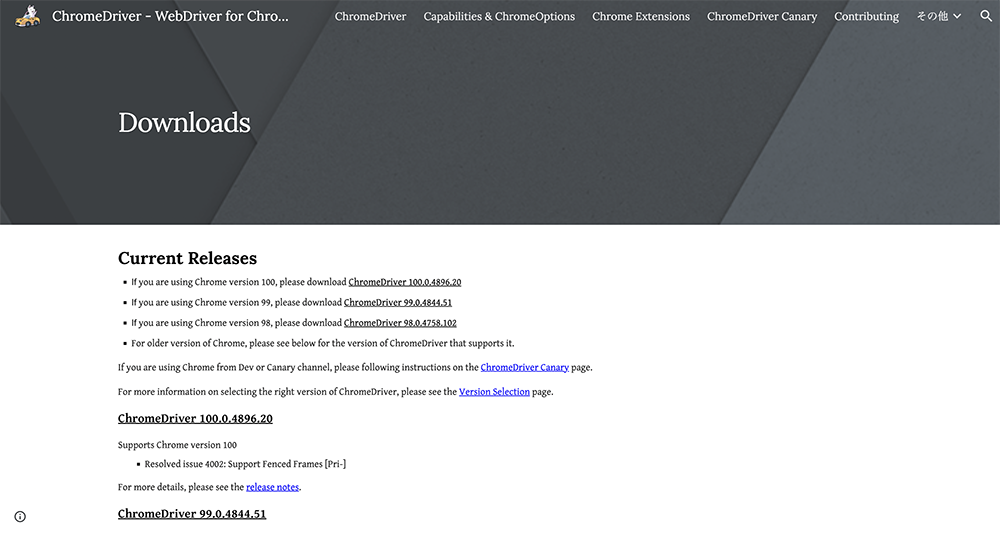 ChromeDriver - WebDriver for Chro...
ChromeDriver
Capabilities & ChromeOptions
Chrome Extensions
ChromeDriver Canary
Contributing
その他
Downloads
Current Releases
If you are using Chrome version 100, please download ChromeDriver 100.0.4896.20
If you are using Chrome version 99, please download ChromeDriver 99.0.4844.51
If you are using Chrome version 98, please download ChromeDriver 98.0.4758.102
For older version of Chrome, please see below for the version of ChromeDriver that supports it.
If you are using Chrome from Dev or Canary channel, please following instructions on the ChromeDriver Canary page.
For more information on selecting the right version of ChromeDriver, please see the Version Selection page.
ChromeDriver 100.0.4896.20
Supports Chrome version 100
Resolved issue 4002: Support Fenced Frames [Pri-]
For more details, please see the release notes.
ChromeDriver 99.0.4844.51